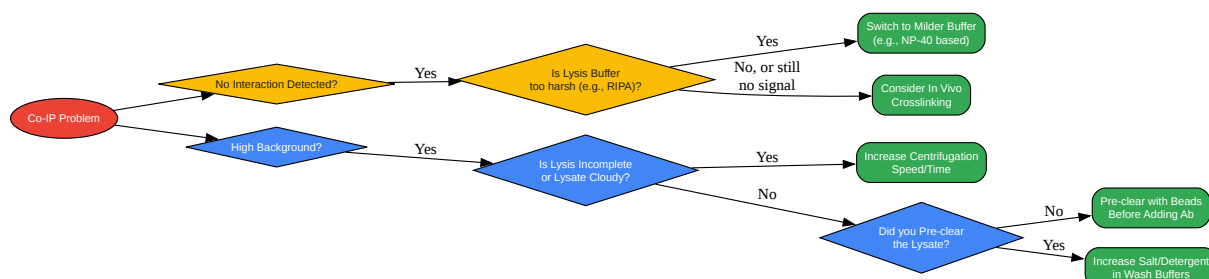 Co-IP Problem
No Interaction Detected?
Yes
Is Lysis Buffer
too harsh (e.g., RIPA)?
Yes
Switch to Milder Buffer
(e.g., NP-40 based)
No, or still
no signal
Consider In Vivo
Crosslinking
High Background?
Yes
Is Lysis Incomplete
or Lysate Cloudy?
Yes
Increase Centrifugation
Speed/Time
No
Did you Pre-clear
the Lysate?
No
Pre-clear with Beads
Before Adding Ab
Yes
Increase Salt/Detergent
in Wash Buffers